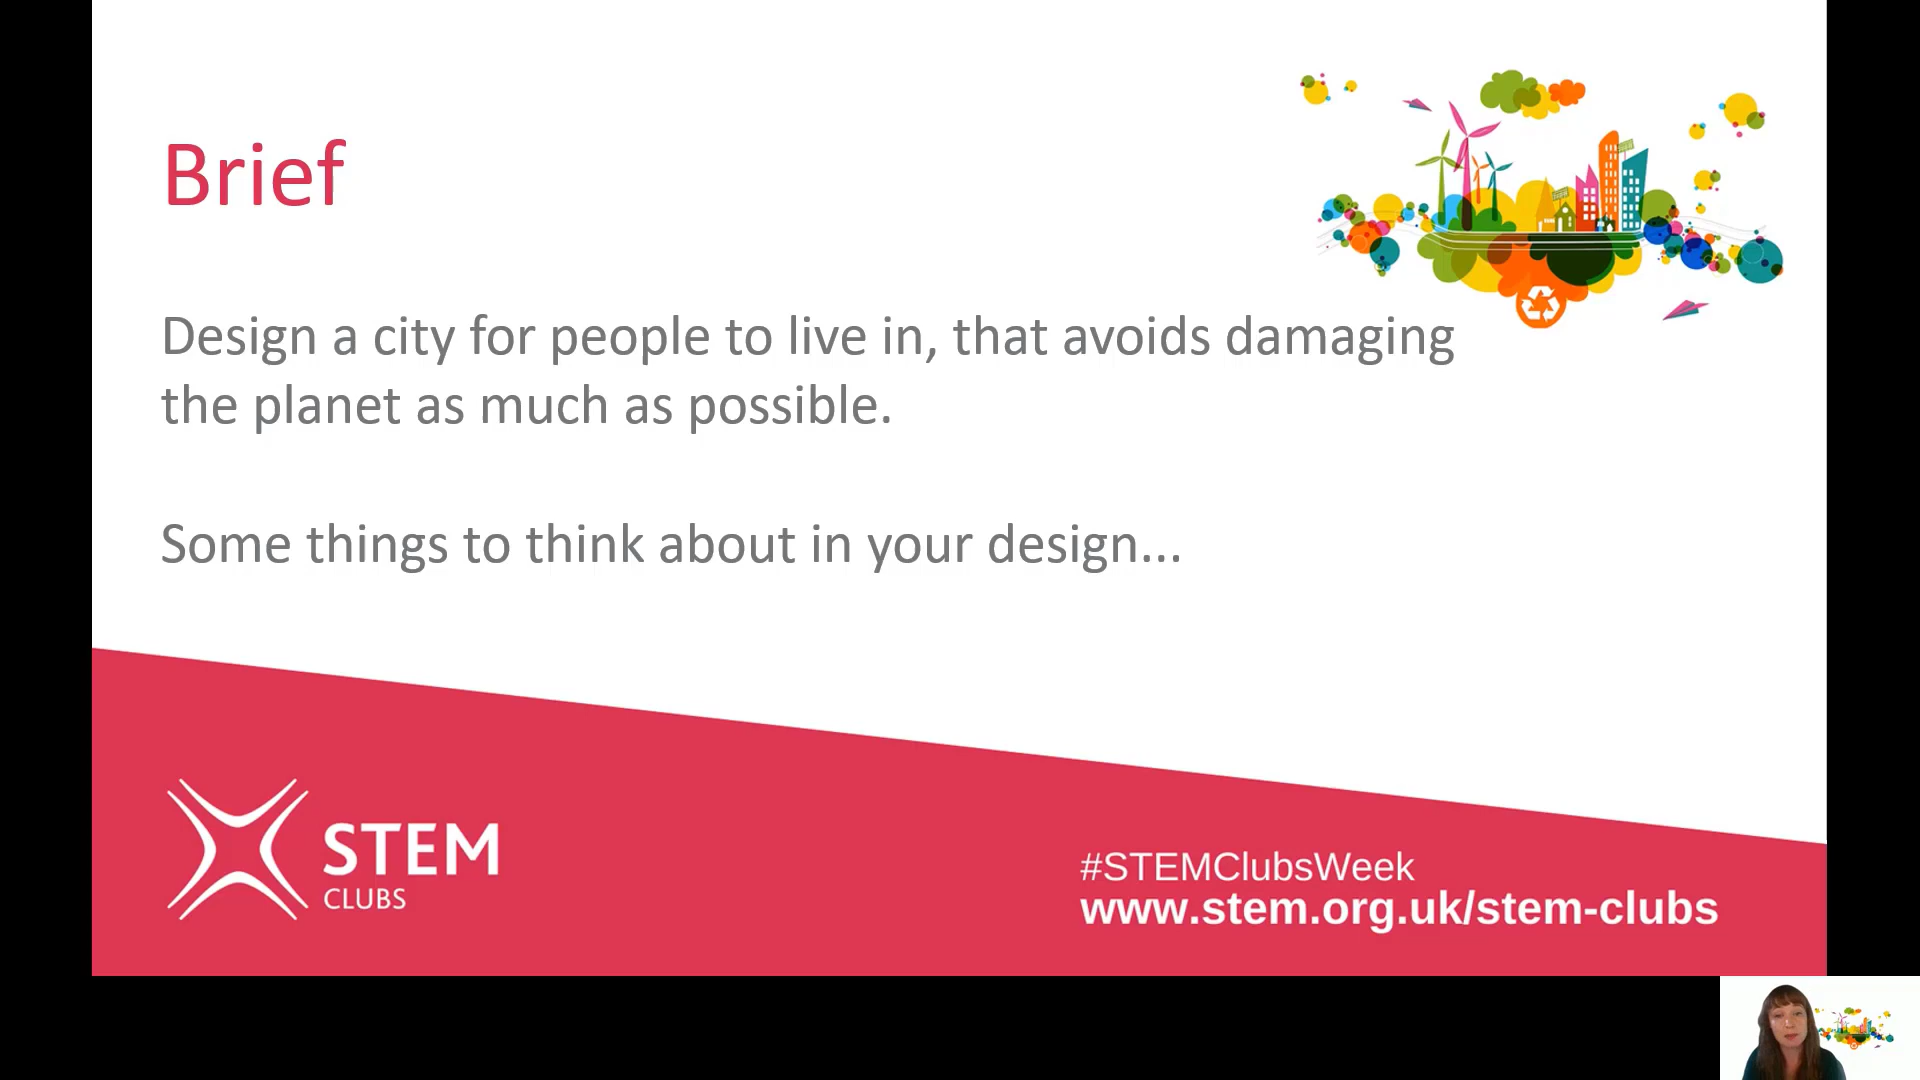 Brief
Design a city for people to live in, that avoids damaging
the planet as much as possible.
Some things to think about in your design...
STEM
CLUBS
#STEMClubsWeek
www.stem.org.uk/stem-clubs